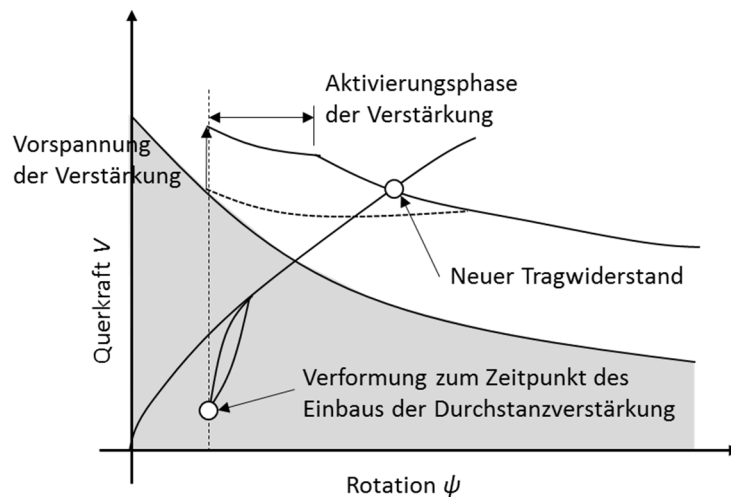 Aktivierungsphase
der Verstärkung
Vorspannung
der Verstärkung
Querkraft V
Neuer Tragwiderstand
Verformung zum Zeitpunkt des
Einbaus der Durchstanzverstärkung
Rotation ψ